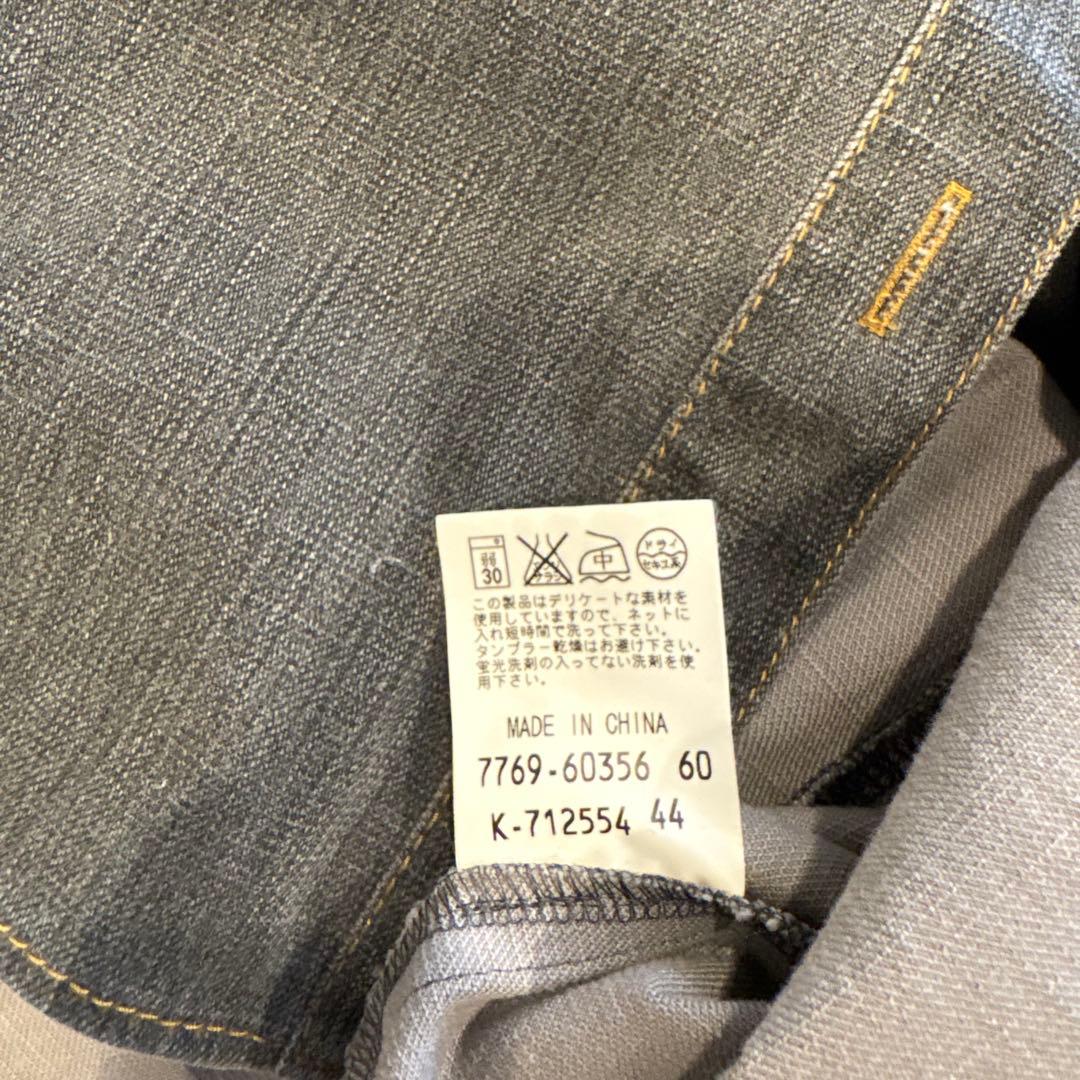 弱 中 ドライ
30 セキユ系
この製品はデリケートな素材を
使用していますので、ネットに
入れ短時間で洗って下さい。
タンブラー乾燥はお避け下さい。
蛍光洗剤の入ってない洗剤を使
用下さい。
MADE IN CHINA
7769-60356 60
K-712554 44